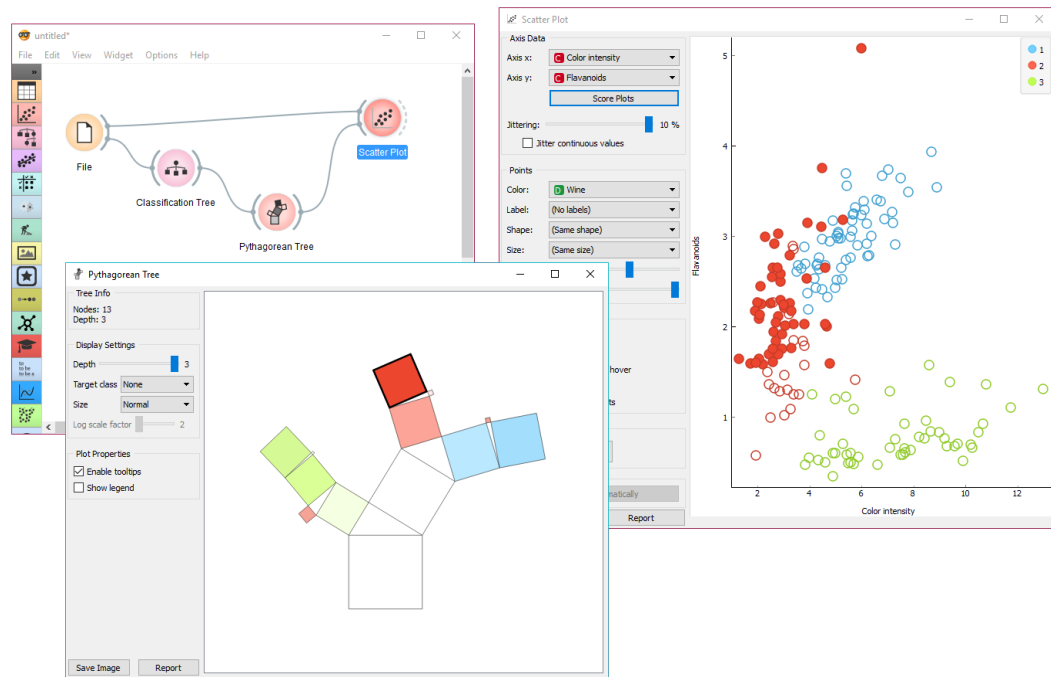 untitled*
File Edit View Widget Options Help
»
File
Classification Tree
Pythagorean Tree
Scatter Plot
Scatter Plot
Axis Data
Axis x: C Color intensity
Axis y: C Flavanoids
Score Plots
Jittering: 10 %
Jitter continuous values
Points
Color: D Wine
Label: (No labels)
Shape: (Same shape)
Size: (Same size)
hover
ts
matically
Report
Flavanoids
5
4
3
2
1
2 4 6 8 10 12
Color intensity
1
2
3
Pythagorean Tree
Tree Info
Nodes: 13
Depth: 3
Display Settings
Depth 3
Target class None
Size Normal
Log scale factor 2
Plot Properties
Enable tooltips
Show legend
Save Image Report